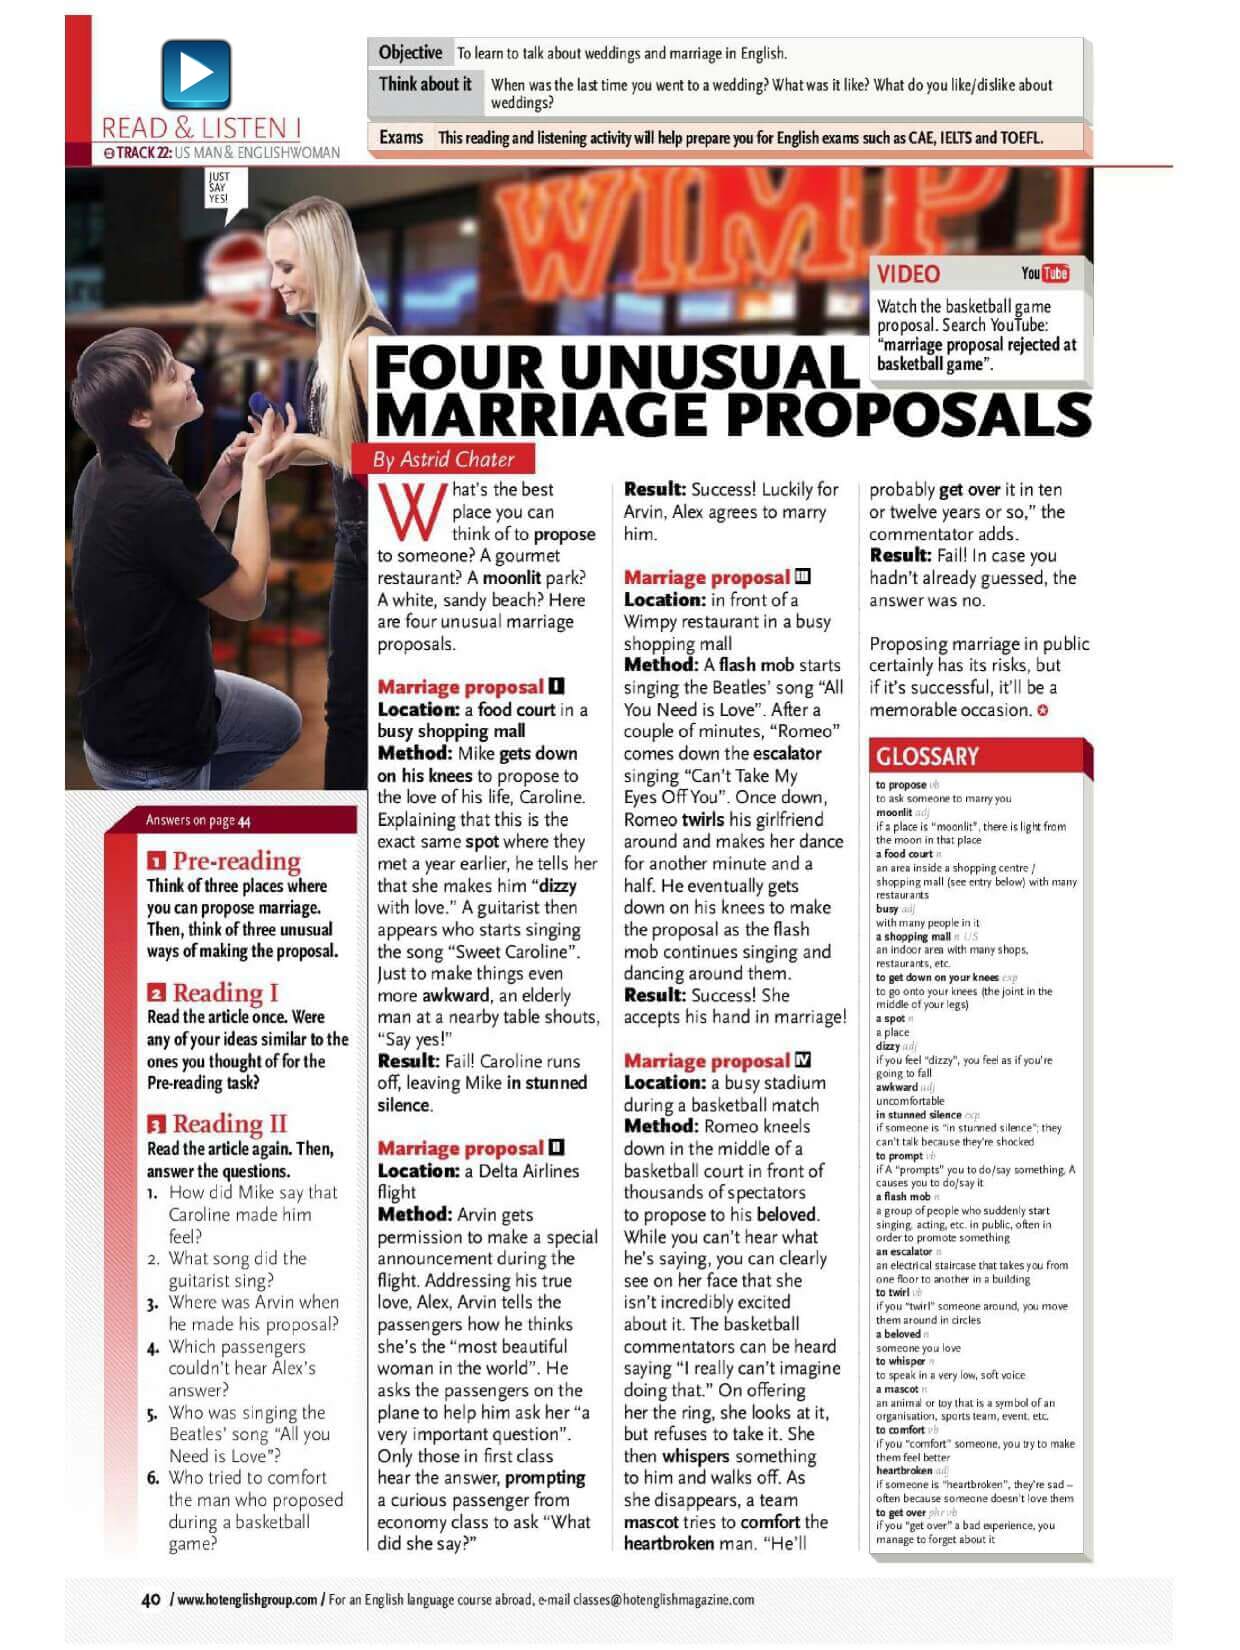 READ & LISTEN I
TRACK 22: US MAN & ENGLISHWOMAN
Objective To learn to talk about weddings and marriage in English.
Think about it When was the last time you went to a wedding? What was it like? What do you like/dislike about
weddings?
Exams This reading and listening activity will help prepare you for English exams such as CAE, IELTS and TOEFL.
JUST
SAY
YES!
WIMP
VIDEO YouTube
Watch the basketball game
proposal. Search YouTube:
“marriage proposal rejected at
basketball game”.
FOUR UNUSUAL
MARRIAGE PROPOSALS
By Astrid Chater
What's the best
place you can
think of to propose
to someone? A gourmet
restaurant? A moonlit park?
A white, sandy beach? Here
are four unusual marriage
proposals.
Marriage proposal I
Location: a food court in a
busy shopping mall
Method: Mike gets down
on his knees to propose to
the love of his life, Caroline.
Explaining that this is the
exact same spot where they
met a year earlier, he tells her
that she makes him “dizzy
with love.” A guitarist then
appears who starts singing
the song “Sweet Caroline”.
Just to make things even
more awkward, an elderly
man at a nearby table shouts,
“Say yes!”
Result: Fail! Caroline runs
off, leaving Mike in stunned
silence.
Marriage proposal II
Location: a Delta Airlines
flight
Method: Arvin gets
permission to make a special
announcement during the
flight. Addressing his true
love, Alex, Arvin tells the
passengers how he thinks
she's the “most beautiful
woman in the world”. He
asks the passengers on the
plane to help him ask her “a
very important question”.
Only those in first class
hear the answer, prompting
a curious passenger from
economy class to ask “What
did she say?”
Result: Success! Luckily for
Arvin, Alex agrees to marry
him.
Marriage proposal III
Location: in front of a
Wimpy restaurant in a busy
shopping mall
Method: A flash mob starts
singing the Beatles' song “All
You Need is Love”. After a
couple of minutes, “Romeo”
comes down the escalator
singing “Can't Take My
Eyes Off You”. Once down,
Romeo twirls his girlfriend
around and makes her dance
for another minute and a
half. He eventually gets
down on his knees to make
the proposal as the flash
mob continues singing and
dancing around them.
Result: Success! She
accepts his hand in marriage!
Marriage proposal IV
Location: a busy stadium
during a basketball match
Method: Romeo kneels
down in the middle of a
basketball court in front of
thousands of spectators
to propose to his beloved.
While you can't hear what
he's saying, you can clearly
see on her face that she
isn't incredibly excited
about it. The basketball
commentators can be heard
saying “I really can't imagine
doing that.” On offering
her the ring, she looks at it,
but refuses to take it. She
then whispers something
to him and walks off. As
she disappears, a team
mascot tries to comfort the
heartbroken man. “He'll
probably get over it in ten
or twelve years or so,” the
commentator adds.
Result: Fail! In case you
hadn't already guessed, the
answer was no.
Proposing marriage in public
certainly has its risks, but
if it's successful, it'll be a
memorable occasion.
GLOSSARY
to propose vb
to ask someone to marry you
moonlit adj
if a place is “moonlit”, there is light from
the moon in that place
a food court n
an area inside a shopping centre /
shopping mall (see entry below) with many
restaurants
busy adj
with many people in it
a shopping mall n US
an indoor area with many shops,
restaurants, etc.
to get down on your knees exp
to go onto your knees (the joint in the
middle of your legs)
a spot n
a place
dizzy adj
if you feel “dizzy”, you feel as if you're
going to fall
awkward adj
uncomfortable
in stunned silence exp
if someone is “in stunned silence”; they
can't talk because they're shocked
to prompt vb
if A “prompts” you to do/say something, A
causes you to do/say it
a flash mob n
a group of people who suddenly start
singing, acting, etc. in public, often in
order to promote something
an escalator n
an electrical staircase that takes you from
one floor to another in a building
to twirl vb
if you “twirl” someone around, you move
them around in circles
a beloved n
someone you love
to whisper n
to speak in a very low, soft voice
a mascot n
an animal or toy that is a symbol of an
organisation, sports team, event, etc.
to comfort vb
if you “comfort” someone, you try to make
them feel better
heartbroken adj
if someone is “heartbroken”, they're sad –
often because someone doesn't love them
to get over phr vb
if you “get over” a bad experience, you
manage to forget about it
Answers on page 44
1 Pre-reading
Think of three places where
you can propose marriage.
Then, think of three unusual
ways of making the proposal.
2 Reading I
Read the article once. Were
any of your ideas similar to the
ones you thought of for the
Pre-reading task?
3 Reading II
Read the article again. Then,
answer the questions.
1. How did Mike say that
Caroline made him
feel?
2. What song did the
guitarist sing?
3. Where was Arvin when
he made his proposal?
4. Which passengers
couldn't hear Alex's
answer?
5. Who was singing the
Beatles' song “All you
Need is Love”?
6. Who tried to comfort
the man who proposed
during a basketball
game?
40 / www.hotenglishgroup.com / For an English language course abroad, e-mail classes@hotenglishmagazine.com